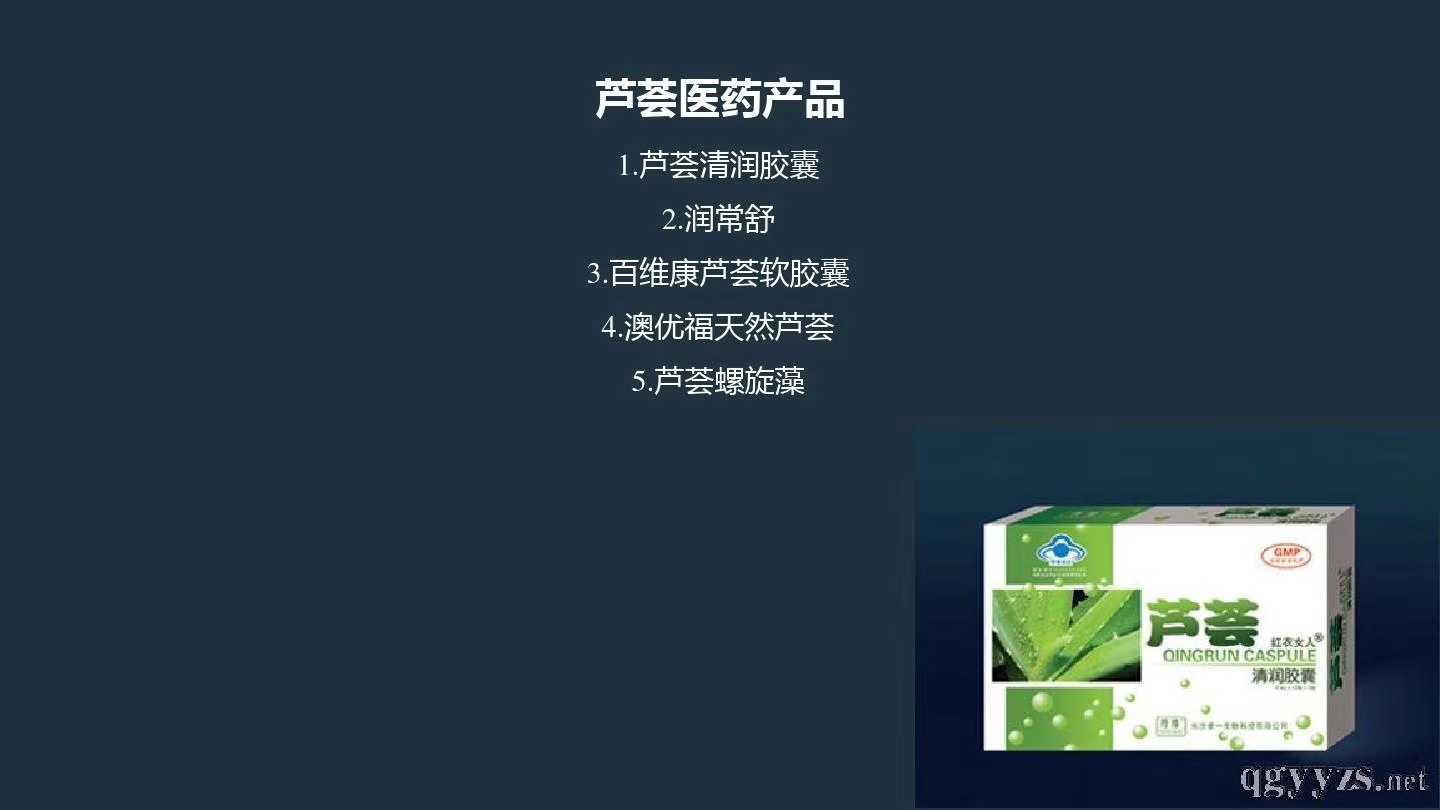 芦荟医药产品
1.芦荟清润胶囊
2.润常舒
3.百维康芦荟软胶囊
4.澳优福天然芦荟
5.芦荟螺旋藻
GMP
芦荟
红衣女人®
QINGRUN CASPULE
清润胶囊
qgyyzs.net